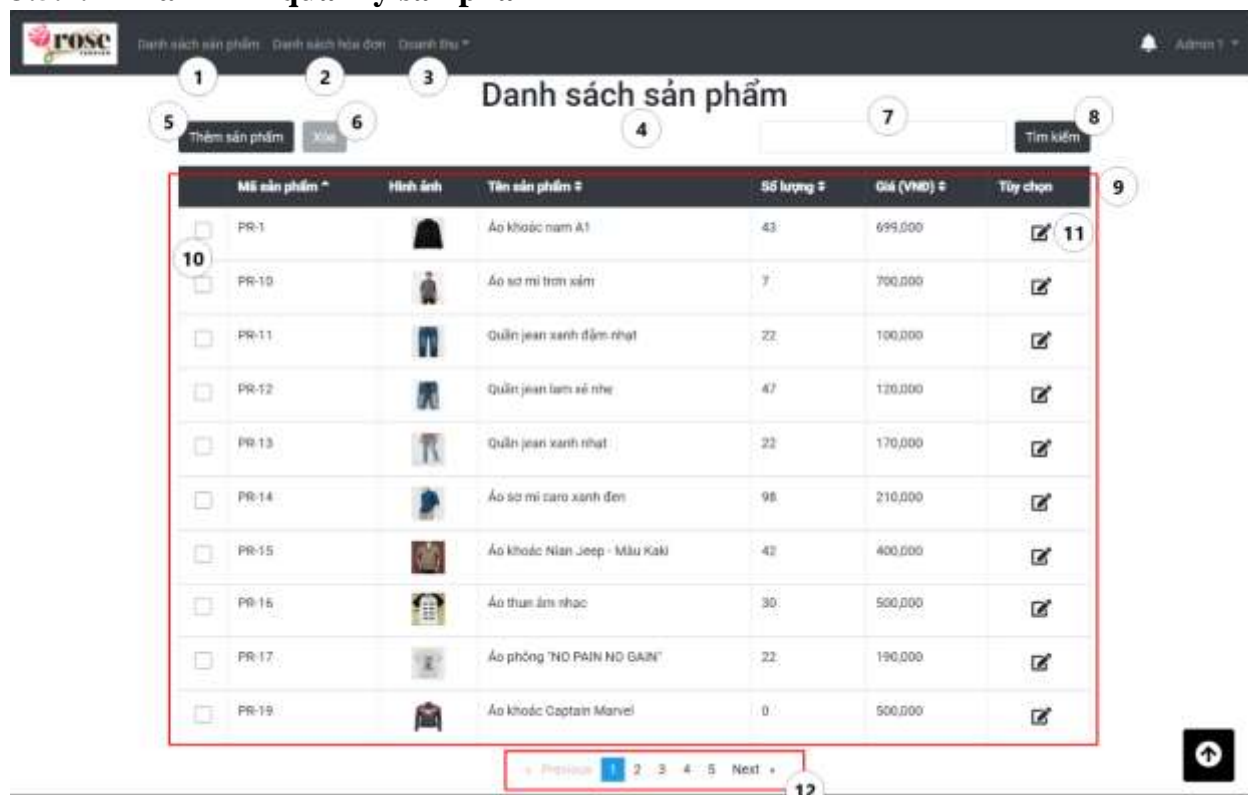 rose
Danh sách sản phẩm Danh sách hóa đơn Doanh thu Admin 1
1 2 3
Danh sách sản phẩm
5 6 4 7 8
Thêm sản phẩm Xóa Tìm kiếm
Mã sản phẩm Hình ảnh Tên sản phẩm Số lượng Giá (VNĐ) Tùy chọn 9
PR-1 Áo khoác nam A1 43 699,000 11
10
PR-10 Áo sơ mi trơn xám 7 700,000
PR-11 Quần jean xanh đậm nhạt 22 100,000
PR-12 Quần jean lam xé nhẹ 47 120,000
PR-13 Quần jean xanh nhạt 22 170,000
PR-14 Áo sơ mi caro xanh đen 98 210,000
PR-15 Áo khoác Nian Jeep - Màu Kaki 42 400,000
PR-16 Áo thun âm nhạc 30 500,000
PR-17 Áo phông "NO PAIN NO GAIN" 22 190,000
PR-19 Áo khoác Captain Marvel 0 500,000
« Previous 1 2 3 4 5 Next »
12